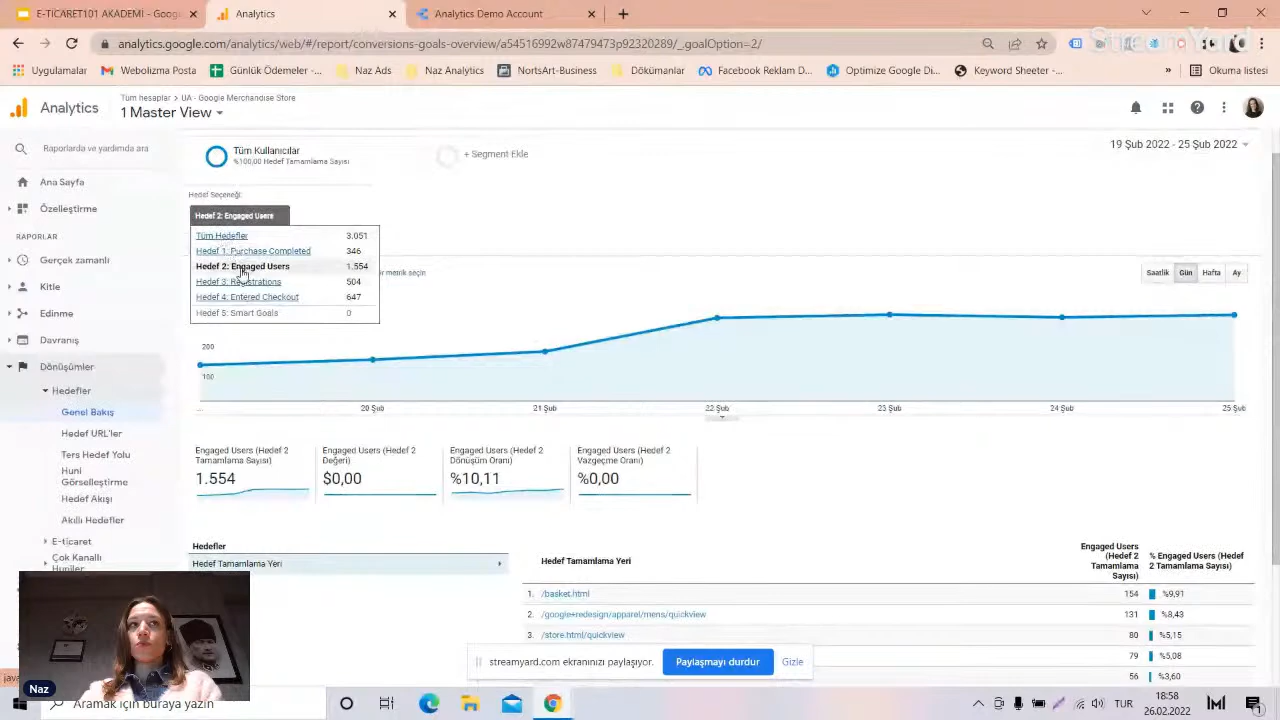 E-TİCARET101 AKADEMİ - Google
Analytics
Analytics Demo Account
analytics.google.com/analytics/web/#/report/conversions-goals-overview/a54516992w87479473p92320289/_.goalOption=2/
StreamYard
Uygulamalar
Webolizma Posta
Günlük Ödemeler -...
Naz Ads
Naz Analytics
NortsArt-Business
Dökümanlar
Facebook Reklam D...
Optimize Google Di...
Keyword Sheeter -...
»
Okuma listesi
Analytics
Tüm hesaplar > UA - Google Merchandise Store
1 Master View
Raporlarda ve yardımda ara
Ana Sayfa
Özelleştirme
RAPORLAR
Gerçek zamanlı
Kitle
Edinme
Davranış
Dönüşümler
Hedefler
Genel Bakış
Hedef URL'ler
Ters Hedef Yolu
Huni
Görselleştirme
Hedef Akışı
Akıllı Hedefler
E-ticaret
Çok Kanallı
Huniler
Tüm Kullanıcılar
%100,00 Hedef Tamamlama Sayısı
+ Segment Ekle
19 Şub 2022 - 25 Şub 2022
Hedef Seçeneği:
Hedef 2: Engaged Users
Tüm Hedefler 3.051
Hedef 1: Purchase Completed 346
Hedef 2: Engaged Users 1.554
Hedef 3: Registrations 504
Hedef 4: Entered Checkout 647
Hedef 5: Smart Goals 0
metrik seçin
Saatlik Gün Hafta Ay
200
100
...
20 Şub 21 Şub 22 Şub 23 Şub 24 Şub 25 Şub
Engaged Users (Hedef 2
Tamamlama Sayısı)
1.554
Engaged Users (Hedef 2
Değeri)
$0,00
Engaged Users (Hedef 2
Dönüşüm Oranı)
%10,11
Engaged Users (Hedef 2
Vazgeçme Oranı)
%0,00
Hedefler
Hedef Tamamlama Yeri
Hedef Tamamlama Yeri
Engaged Users
(Hedef 2
Tamamlama
Sayısı)
% Engaged Users (Hedef
2 Tamamlama Sayısı)
1. /basket.html 154 %9,91
2. /google+redesign/apparel/mens/quickview 131 %8,43
3. /store.html/quickview 80 %5,15
79 %5,08
56 %3,60
streamyard.com ekranınızı paylaşıyor.
Paylaşmayı durdur
Gizle
Naz
Aramak için buraya yazın
TUR
18:58
26.02.2022
1